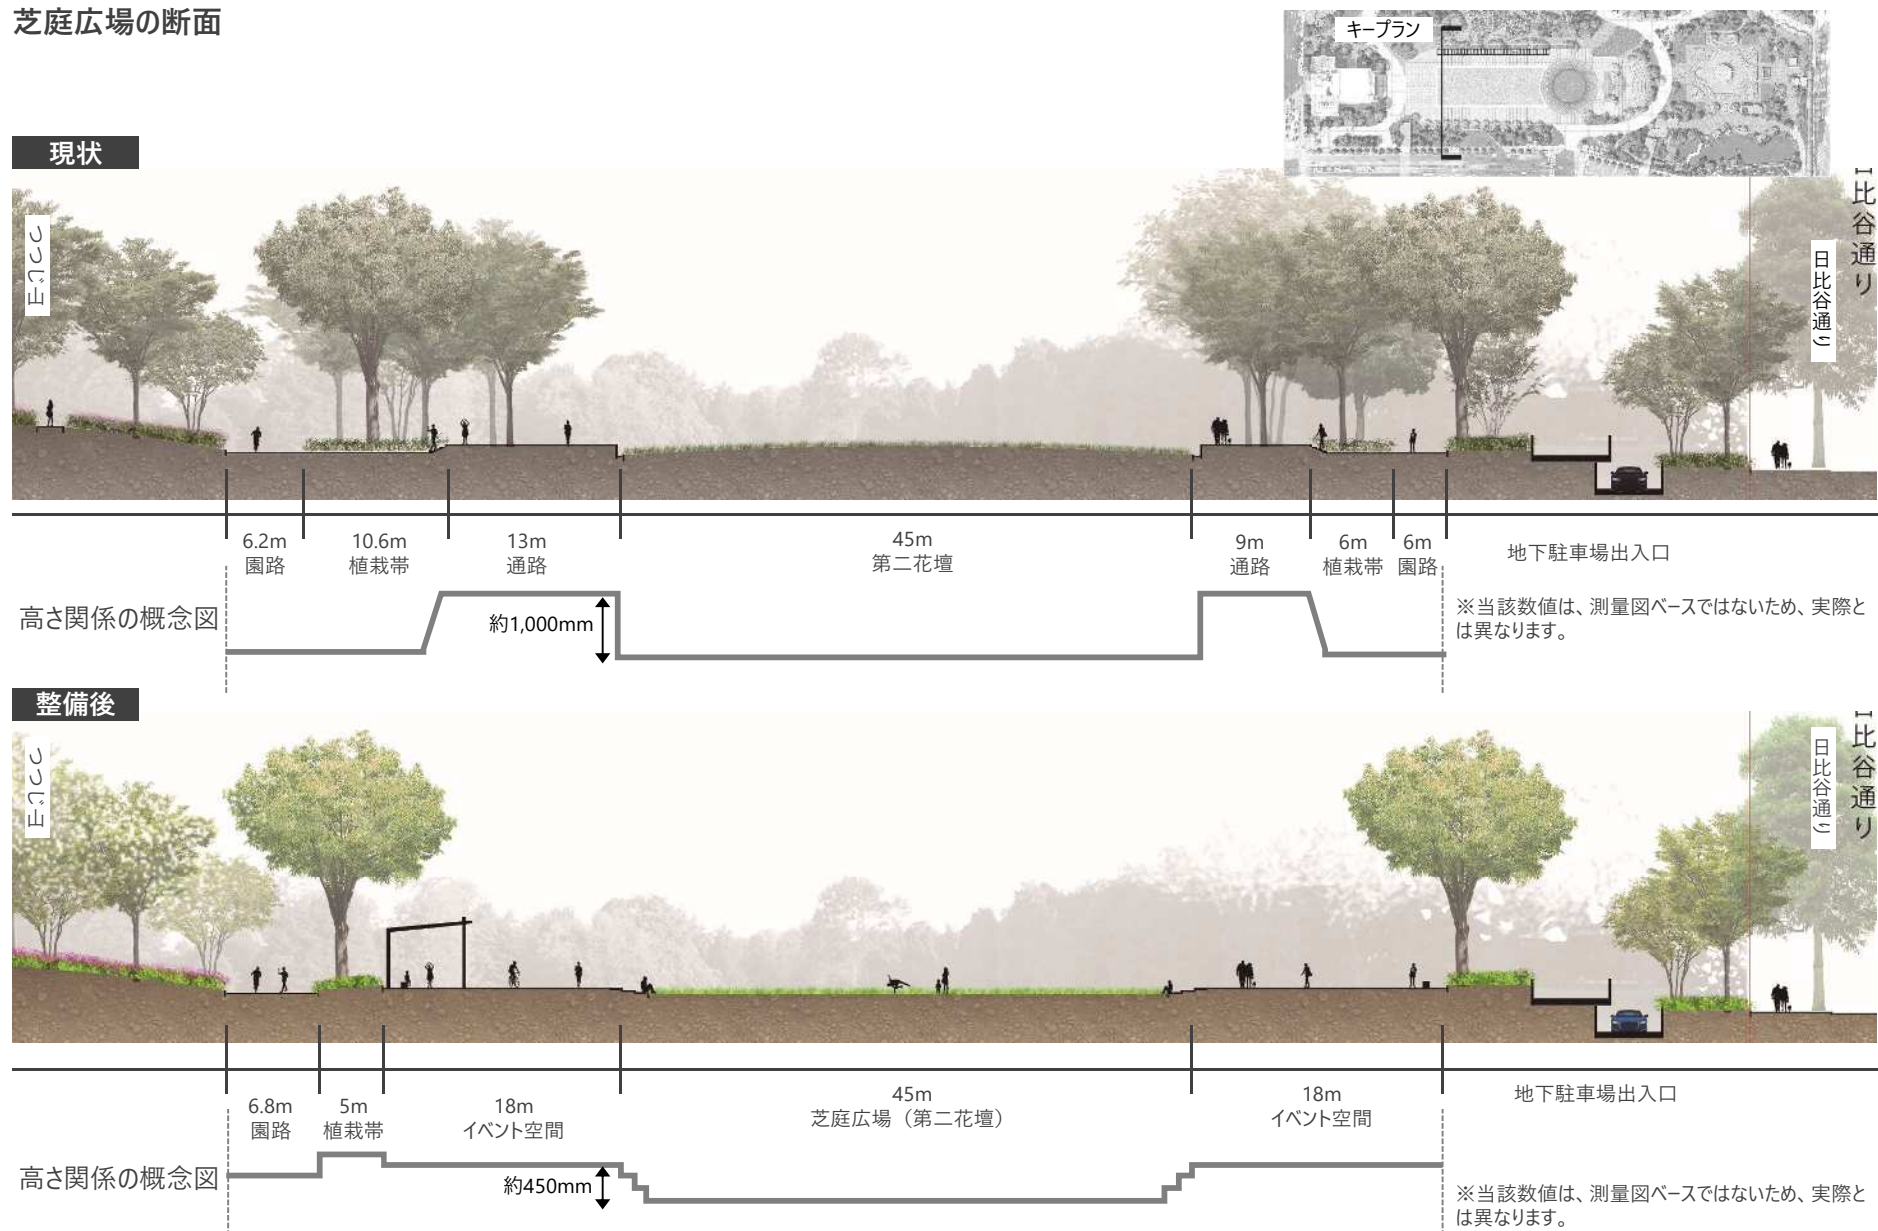 芝庭広場の断面
キープラン
現状
つつじ山
日比谷通り
日比谷通り
6.2m
園路
10.6m
植栽帯
13m
通路
45m
第二花壇
9m
通路
6m
植栽帯
6m
園路
地下駐車場出入口
高さ関係の概念図
約1,000mm
※当該数値は、測量図ベースではないため、実際と
は異なります。
整備後
つつじ山
日比谷通り
日比谷通り
6.8m
園路
5m
植栽帯
18m
イベント空間
45m
芝庭広場（第二花壇）
18m
イベント空間
地下駐車場出入口
高さ関係の概念図
約450mm
※当該数値は、測量図ベースではないため、実際と
は異なります。